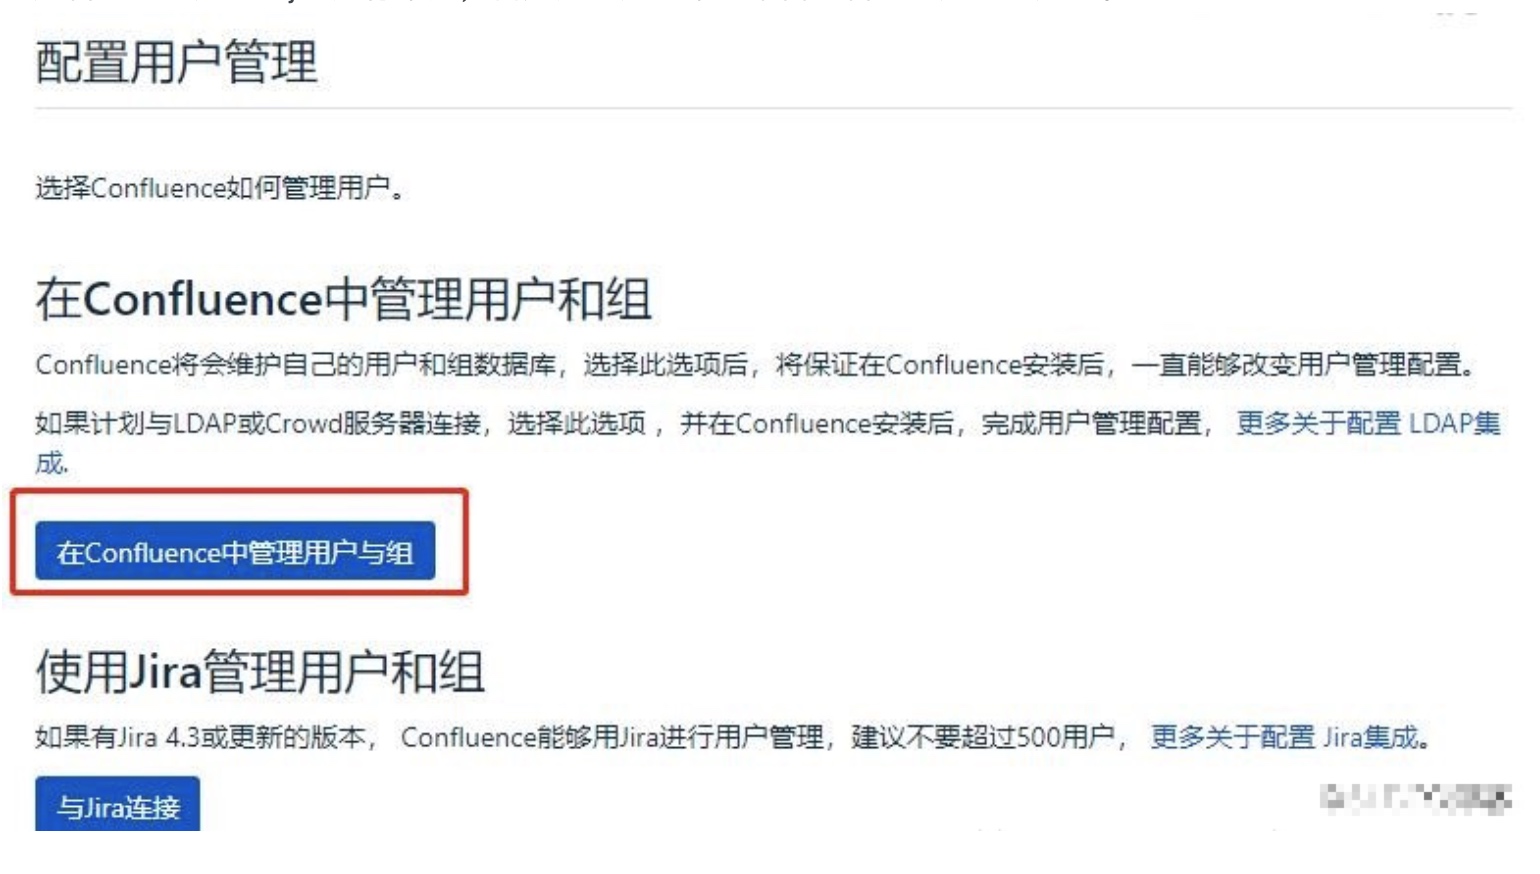 配置用户管理
选择Confluence如何管理用户。
在Confluence中管理用户和组
Confluence将会维护自己的用户和组数据库，选择此选项后，将保证在Confluence安装后，一直能够改变用户管理配置。
如果计划与LDAP或Crowd服务器连接，选择此选项 ，并在Confluence安装后，完成用户管理配置， 更多关于配置 LDAP集
成.
在Confluence中管理用户与组
使用Jira管理用户和组
如果有Jira 4.3或更新的版本， Confluence能够用Jira进行用户管理，建议不要超过500用户， 更多关于配置 Jira集成。
与Jira连接